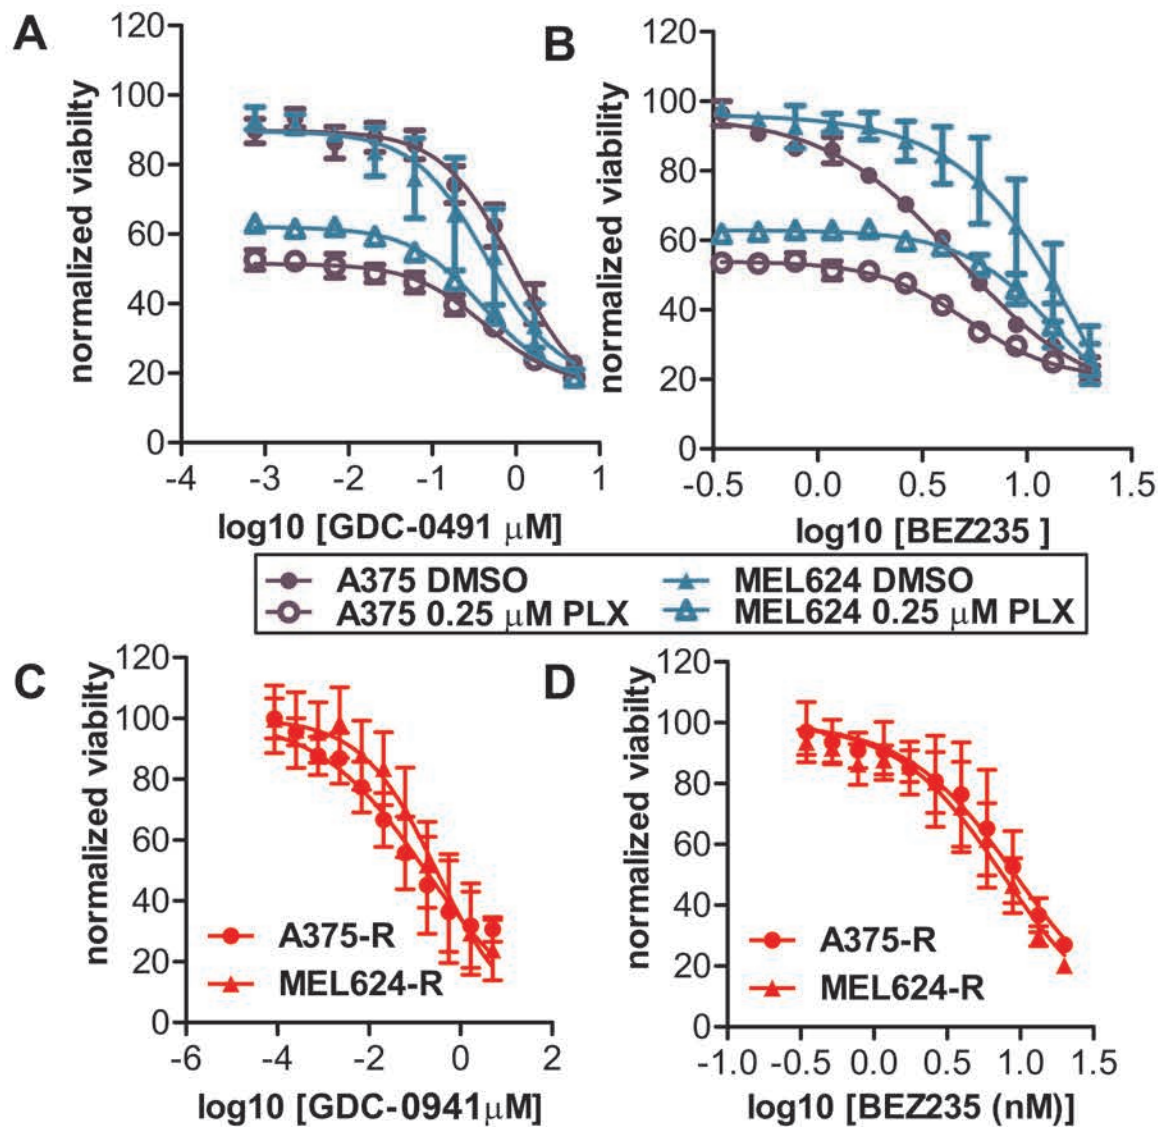 A
normalized viabilty
120
100
80
60
40
20
0
-4
-3
-2
-1
0
1
log10 [GDC-0491 μM]
B
normalized viabilty
120
100
80
60
40
20
0
-0.5
0.0
0.5
1.0
1.5
log10 [BEZ235 ]
A375 DMSO
MEL624 DMSO
A375 0.25 μM PLX
MEL624 0.25 μM PLX
C
normalized viabilty
120
100
80
60
40
20
0
A375-R
MEL624-R
-6
-4
-2
0
2
log10 [GDC-0941μM]
D
normalized viabilty
120
100
80
60
40
20
0
A375-R
MEL624-R
-1.0
-0.5
0.0
0.5
1.0
1.5
log10 [BEZ235 (nM)]